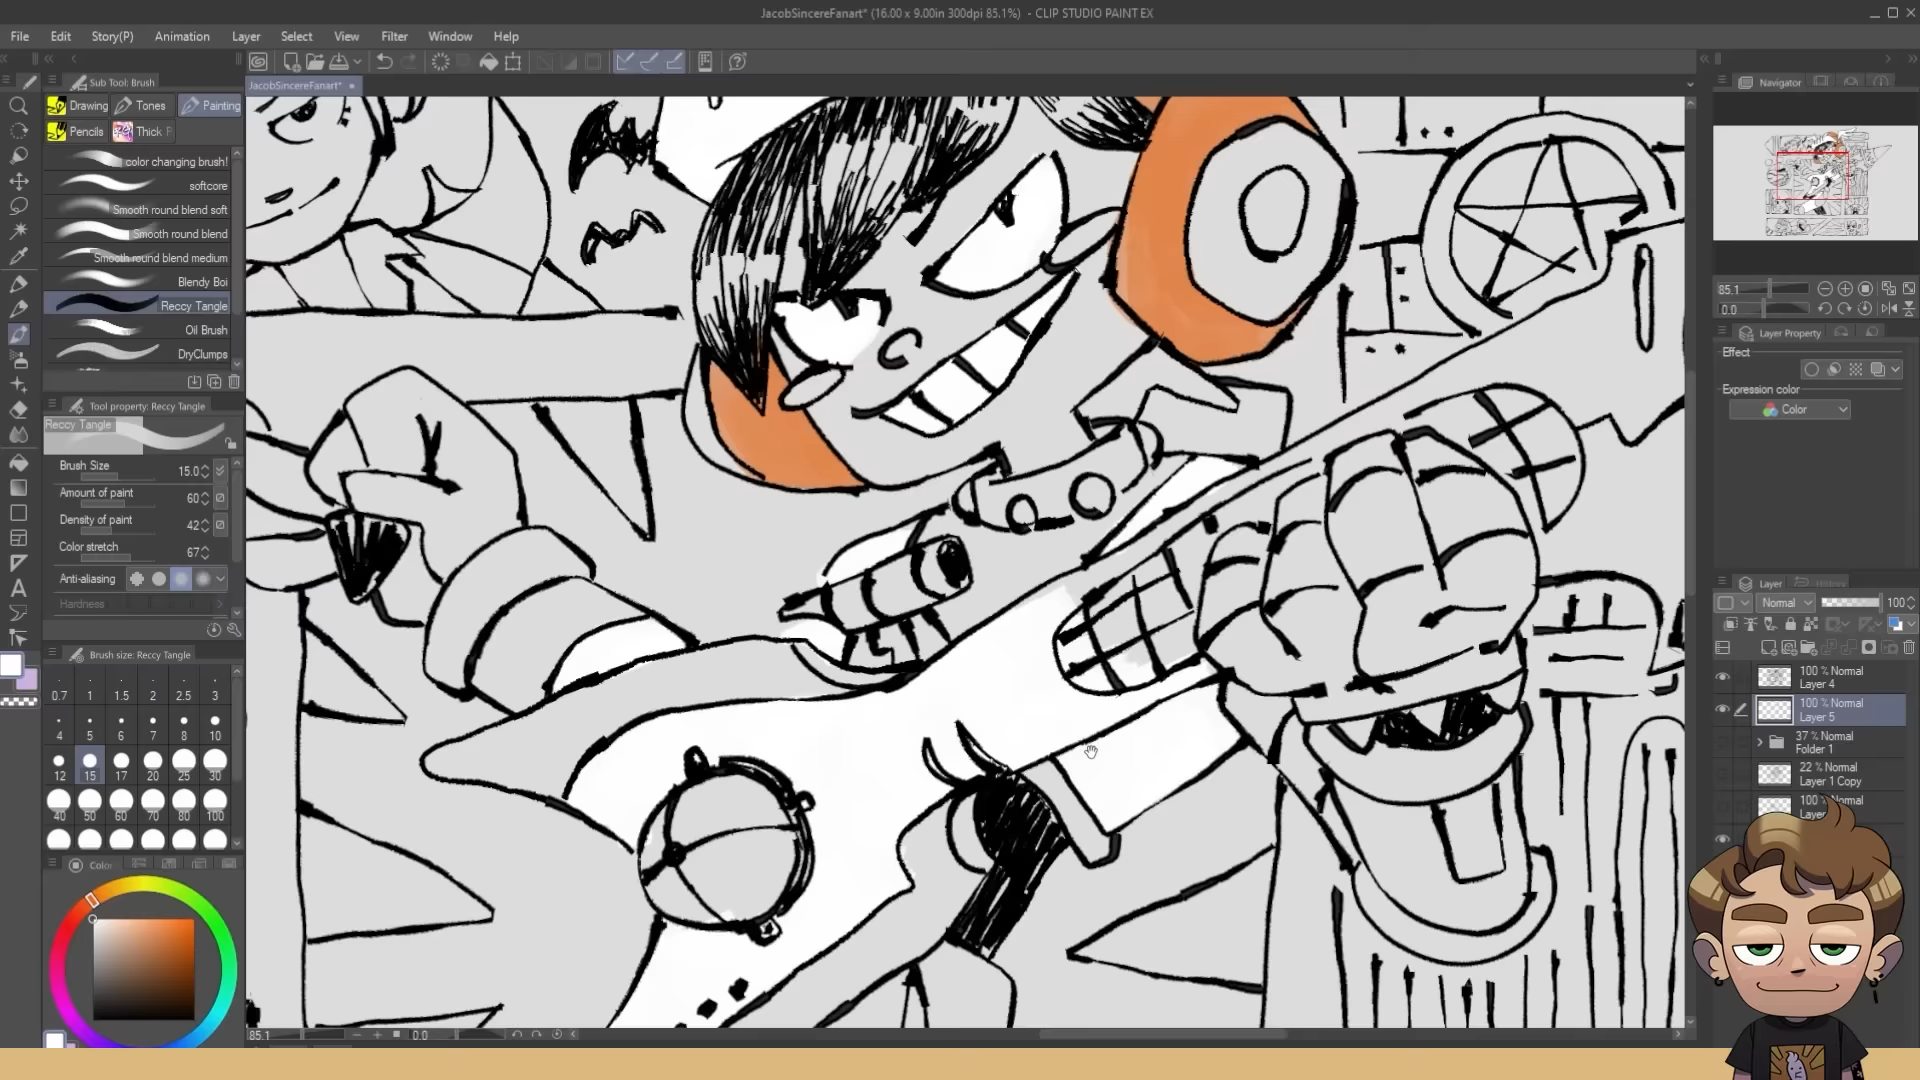 JacobSincereFanart* (16.00 x 9.00in 300dpi 85.1%) - CLIP STUDIO PAINT EX
File Edit Story(P) Animation Layer Select View Filter Window Help
Sub Tool: Brush
JacobSincereFanart*
Navigator
Drawing Tones Painting
Pencils Thick
color changing brush!
softcore
Smooth round blend soft
Smooth round blend
Smooth round blend medium
Blendy Boi
Reccy Tangle
Oil Brush
DryClumps
Tool property: Reccy Tangle
Reccy Tangle
Brush Size 15.0
Amount of paint 60
Density of paint 42
Color stretch 67
Anti-aliasing
Hardness
Brush size: Reccy Tangle
0.7 1 1.5 2 2.5 3
4 5 6 7 8 10
12 15 17 20 25 30
40 50 60 70 80 100
Color
85.1 0.0
85.1
0.0
Layer Property
Effect
Expression color
Color
Layer
Normal 100
100 % Normal
Layer 4
100 % Normal
Layer 5
37 % Normal
Folder 1
22 % Normal
Layer 1 Copy
100 % Normal